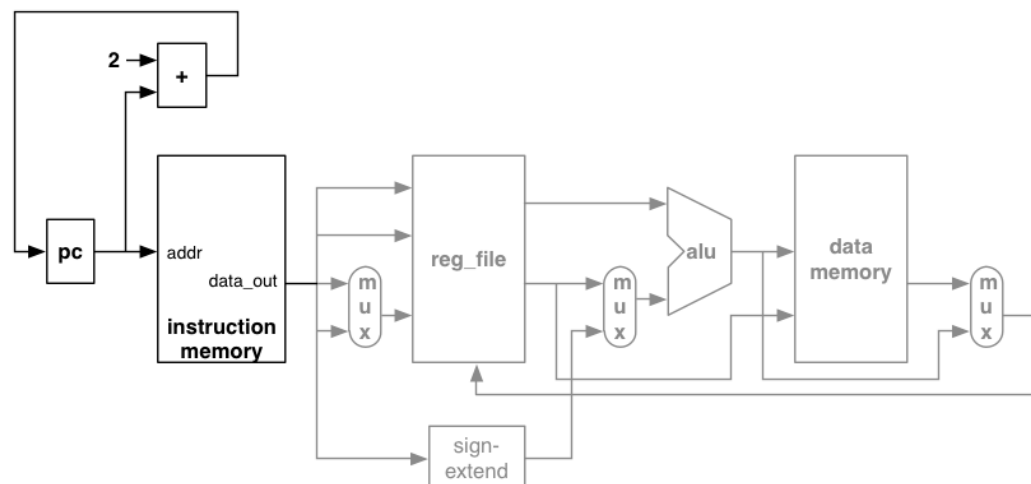 2
+
pc
addr
data_out
instruction
memory
m
u
x
reg_file
sign-
extend
m
u
x
alu
data
memory
m
u
x